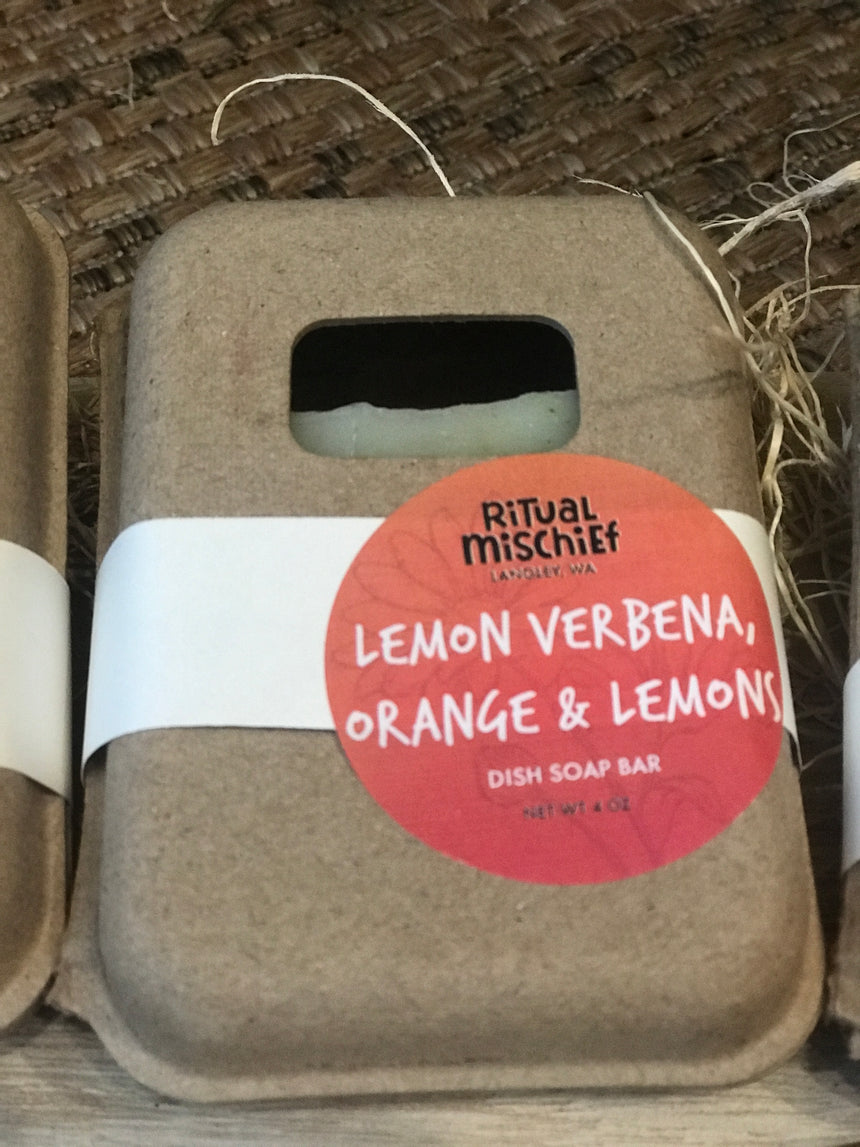 RiTUAL
MiSCHiEf
LANGLEY, WA
LEMON VERBENA,
ORANGE & LEMONS
DISH SOAP BAR
NET WT 4 OZ